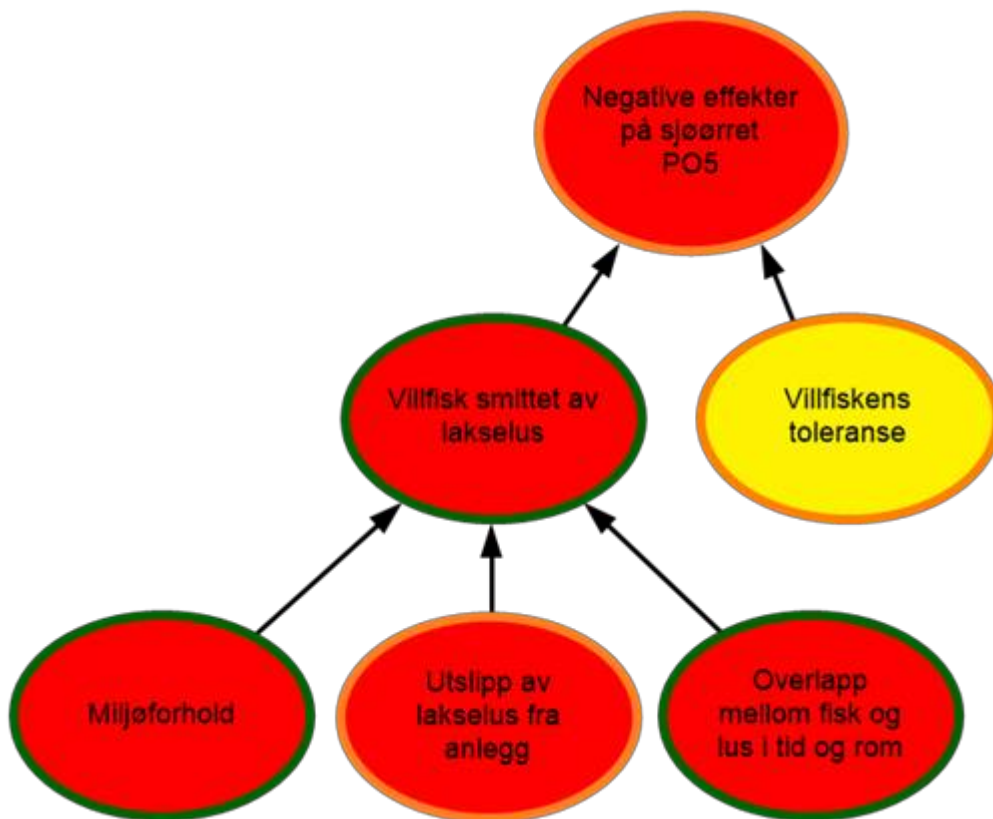 Negative effekter
på sjøørret
PO5
Villfisk smittet av
lakselus
Villfiskens
toleranse
Miljøforhold
Utslipp av
lakselus fra
anlegg
Overlapp
mellom fisk og
lus i tid og rom